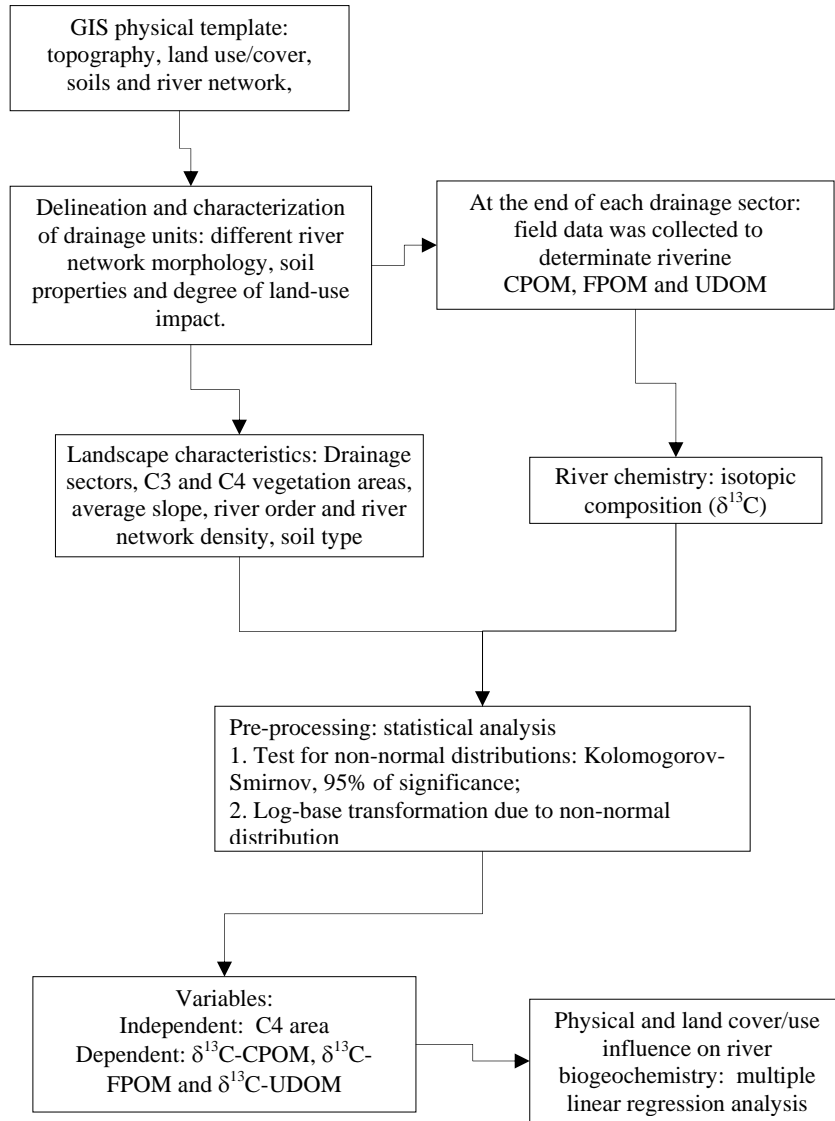 GIS physical template:
topography, land use/cover,
soils and river network,
Delineation and characterization
of drainage units: different river
network morphology, soil
properties and degree of land-use
impact.
At the end of each drainage sector:
field data was collected to
determinate riverine
CPOM, FPOM and UDOM
Landscape characteristics: Drainage
sectors, C3 and C4 vegetation areas,
average slope, river order and river
network density, soil type
River chemistry: isotopic
composition (δ¹³C)
Pre-processing: statistical analysis
1. Test for non-normal distributions: Kolomogorov-
Smirnov, 95% of significance;
2. Log-base transformation due to non-normal
distribution
Variables:
Independent: C4 area
Dependent: δ¹³C-CPOM, δ¹³C-
FPOM and δ¹³C-UDOM
Physical and land cover/use
influence on river
biogeochemistry: multiple
linear regression analysis